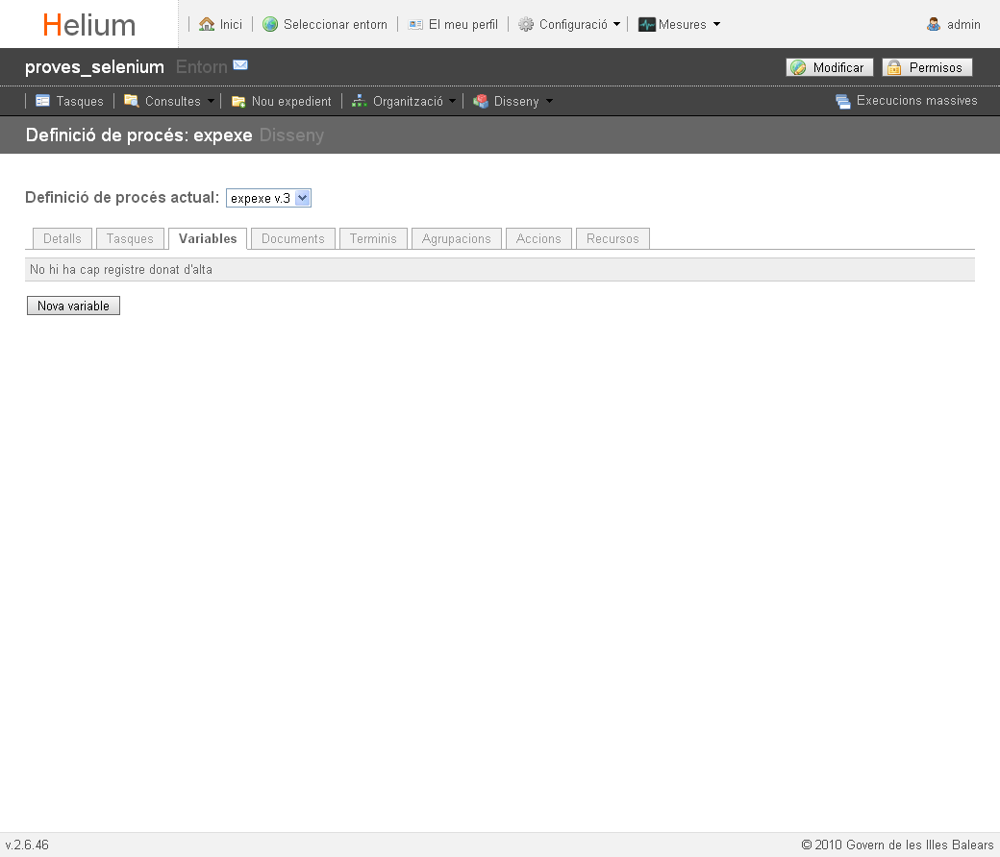 Helium
Inici Seleccionar entorn El meu perfil Configuració Mesures admin
proves_selenium Entorn Modificar Permisos
Tasques Consultes Nou expedient Organització Disseny Execucions massives
Definició de procés: expexe Disseny
Definició de procés actual: expexe v.3
Detalls Tasques Variables Documents Terminis Agrupacions Accions Recursos
No hi ha cap registre donat d'alta
Nova variable
v.2.6.46 © 2010 Govern de les Illes Balears